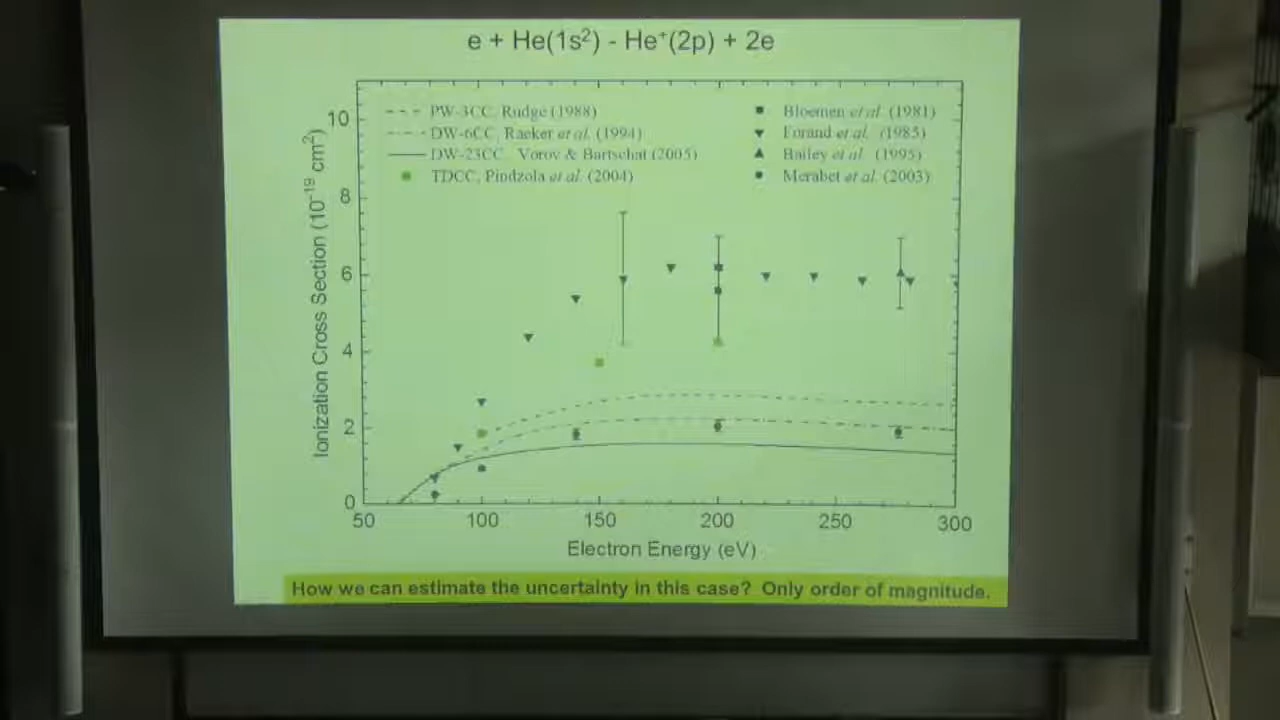 e + He(1s²) - He⁺(2p) + 2e
PW-3CC, Rudge (1988)
DW-6CC, Raeker et al. (1994)
DW-23CC, Vorov & Bartschat (2005)
TDCC, Pindzola et al. (2004)
Bloemen et al. (1981)
Forand et al. (1985)
Bailey et al. (1995)
Merabet et al. (2003)
Ionization Cross Section (10⁻¹⁹ cm²)
10
8
6
4
2
0
50 100 150 200 250 300
Electron Energy (eV)
How we can estimate the uncertainty in this case? Only order of magnitude.